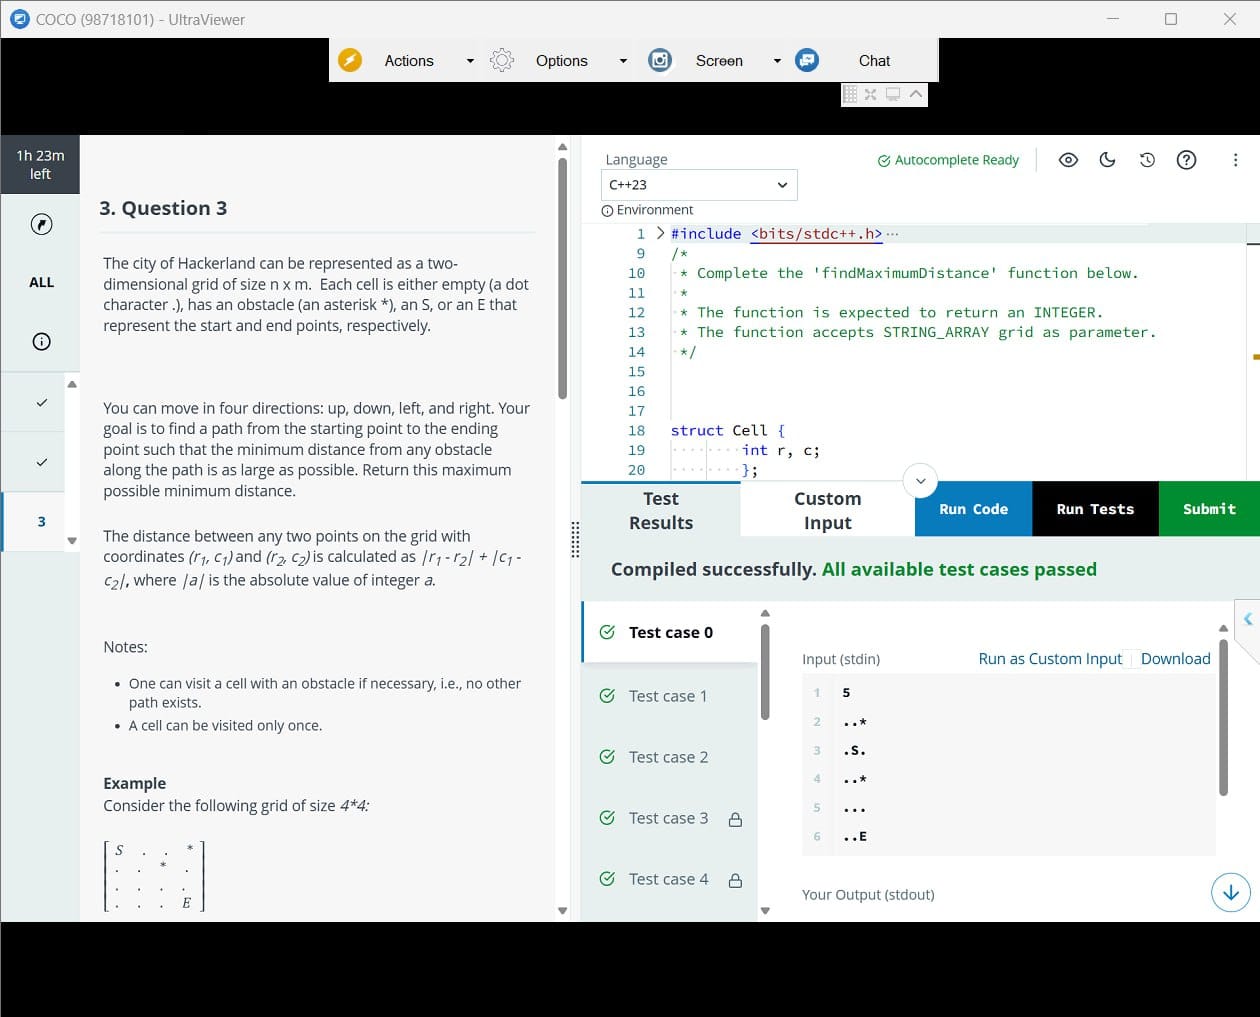 COCO (98718101) - UltraViewer
Actions
Options
Screen
Chat
1h 23m
left
ALL
3
3. Question 3
The city of Hackerland can be represented as a two-
dimensional grid of size n x m.  Each cell is either empty (a dot
character .), has an obstacle (an asterisk *), an S, or an E that
represent the start and end points, respectively.
You can move in four directions: up, down, left, and right. Your
goal is to find a path from the starting point to the ending
point such that the minimum distance from any obstacle
along the path is as large as possible. Return this maximum
possible minimum distance.
The distance between any two points on the grid with
coordinates (r1, c1) and (r2, c2) is calculated as |r1 - r2| + |c1 -
c2|, where |a| is the absolute value of integer a.
Notes:
• One can visit a cell with an obstacle if necessary, i.e., no other
path exists.
• A cell can be visited only once.
Example
Consider the following grid of size 4*4:
S . . *
. . * .
. . . .
. . . E
Language
Autocomplete Ready
C++23
Environment
1 #include <bits/stdc++.h> ···
9 /*
10 * Complete the 'findMaximumDistance' function below.
11 *
12 * The function is expected to return an INTEGER.
13 * The function accepts STRING_ARRAY grid as parameter.
14 */
15
16
17
18 struct Cell {
19 int r, c;
20 };
Test
Results
Custom
Input
Run Code
Run Tests
Submit
Compiled successfully. All available test cases passed
Test case 0
Test case 1
Test case 2
Test case 3
Test case 4
Input (stdin)
Run as Custom Input
Download
1 5
2 ..*
3 .S.
4 ..*
5 ...
6 ..E
Your Output (stdout)